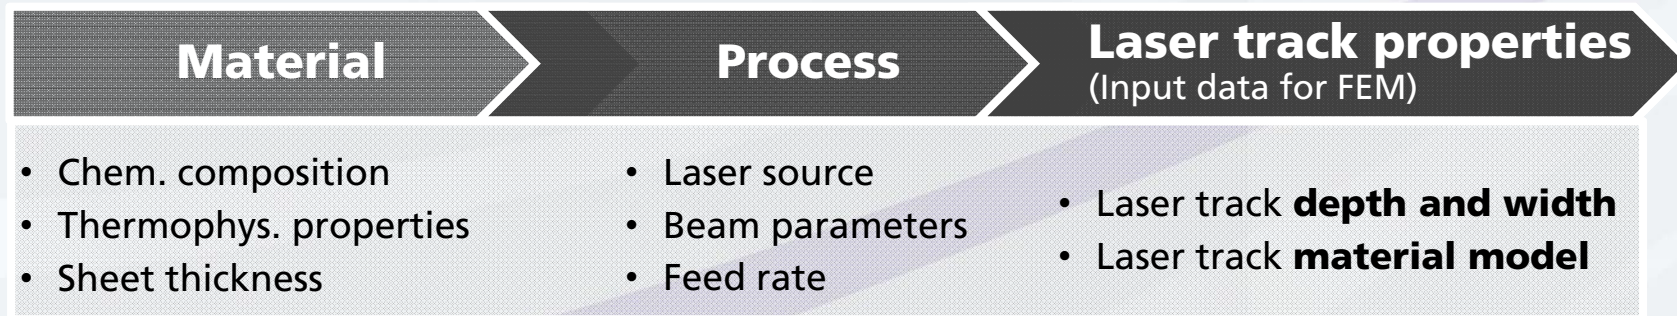 Material
• Chem. composition
• Thermophys. properties
• Sheet thickness
Process
• Laser source
• Beam parameters
• Feed rate
Laser track properties
(Input data for FEM)
• Laser track depth and width
• Laser track material model